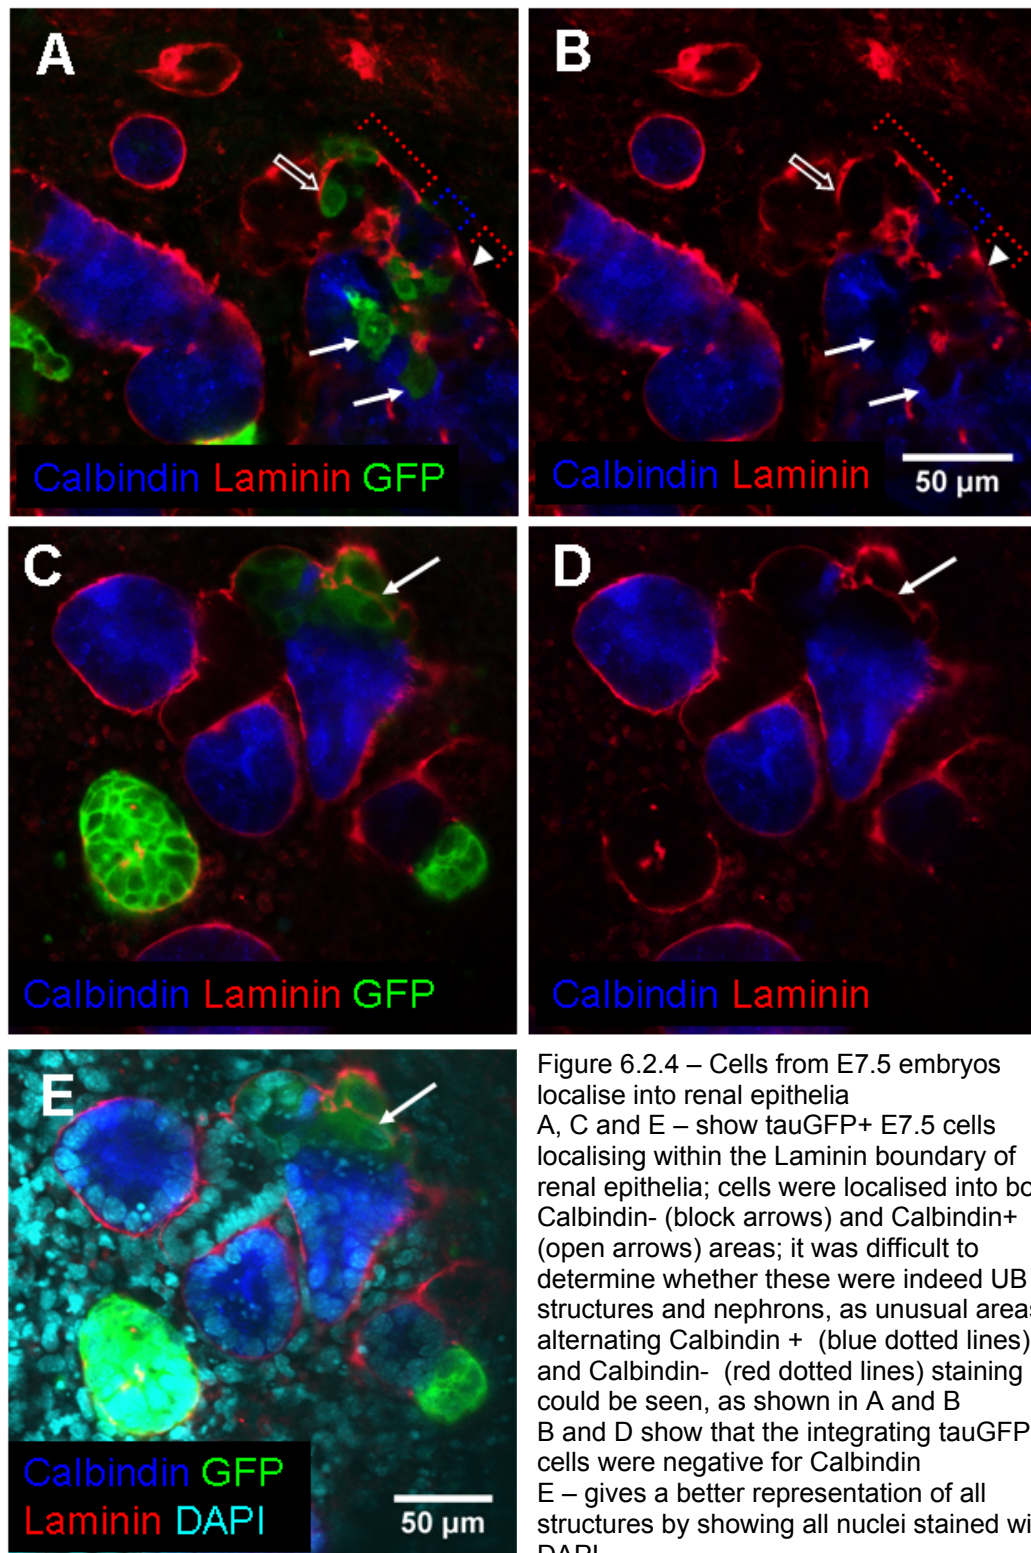 A
B
Calbindin Laminin GFP
Calbindin Laminin
50 µm
C
D
Calbindin Laminin GFP
Calbindin Laminin
E
Calbindin GFP
Laminin DAPI
50 µm
Figure 6.2.4 – Cells from E7.5 embryos
localise into renal epithelia
A, C and E – show tauGFP+ E7.5 cells
localising within the Laminin boundary of
renal epithelia; cells were localised into
Calbindin- (block arrows) and Calbindin+
(open arrows) areas; it was difficult to
determine whether these were indeed UB
structures and nephrons, as unusual
alternating Calbindin + (blue dotted lines)
and Calbindin- (red dotted lines) staining
could be seen, as shown in A and B
B and D show that the integrating tauGFP
cells were negative for Calbindin
E – gives a better representation of all
structures by showing all nuclei stained